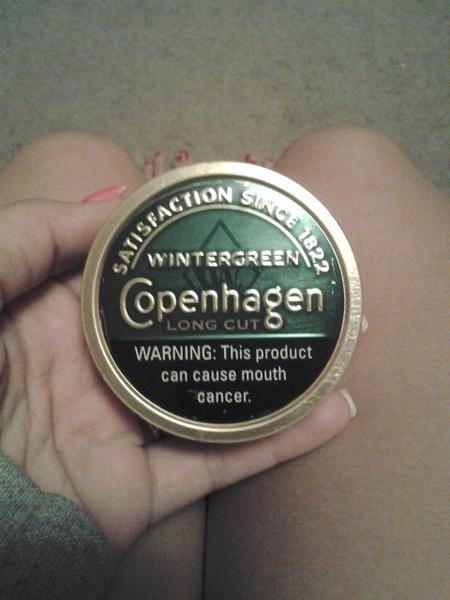 SATISFACTION SINCE 1822
WINTERGREEN
Copenhagen
LONG CUT
WARNING: This product
can cause mouth
cancer.